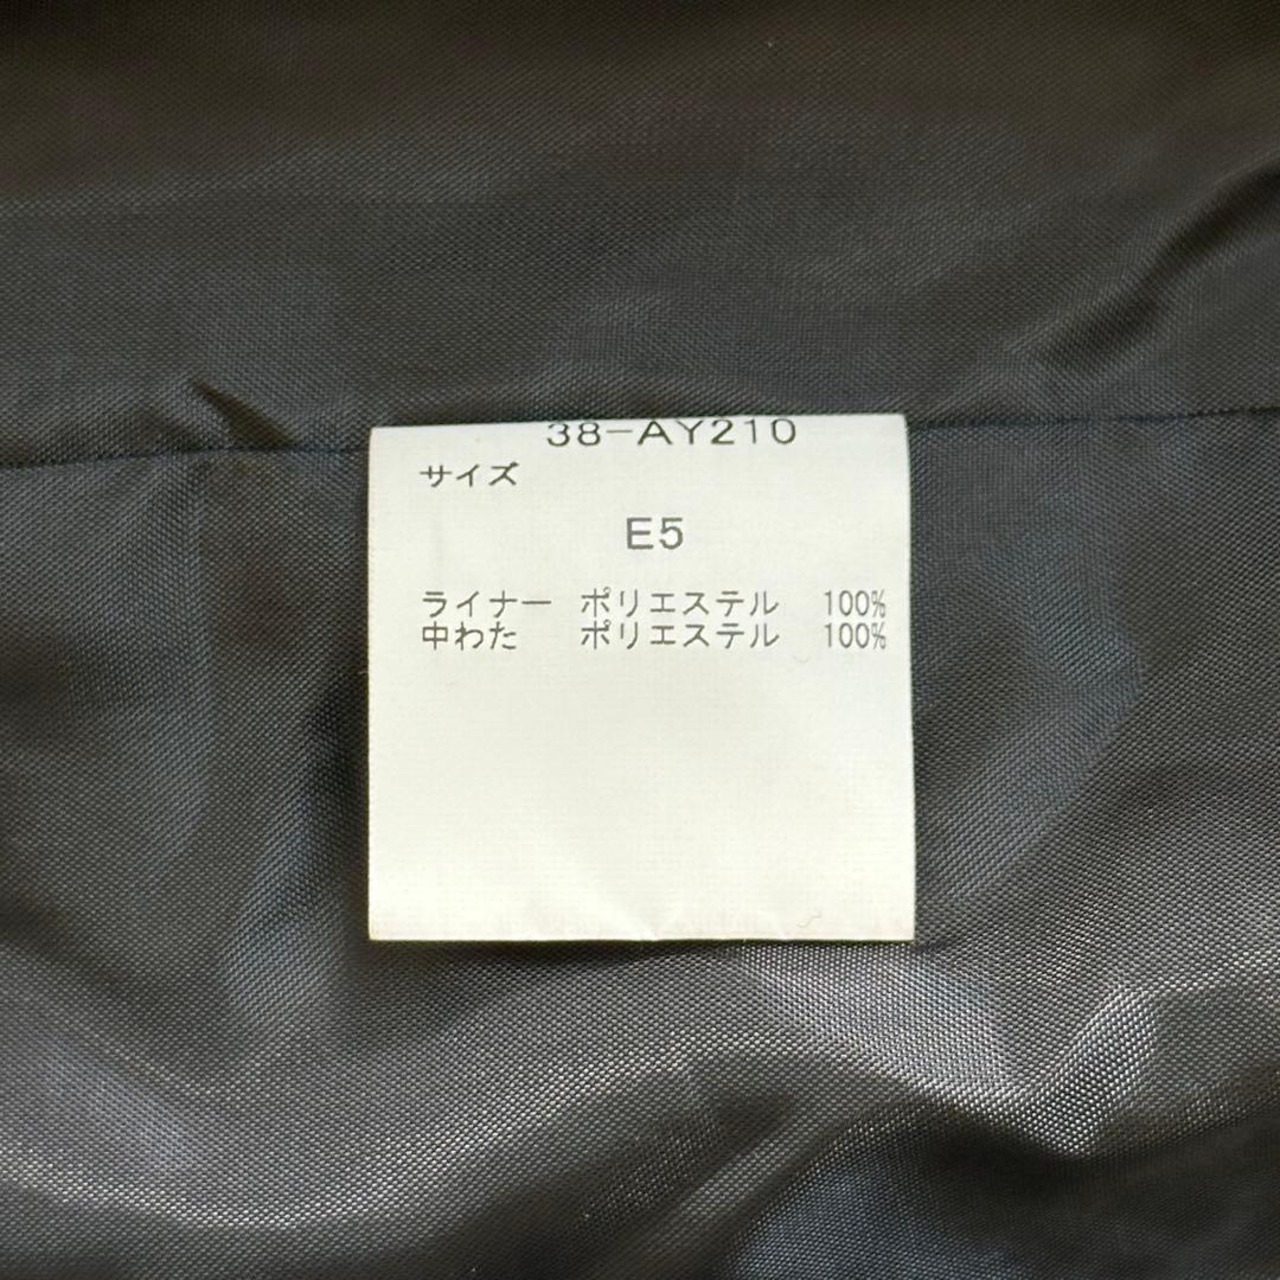 38-AY210
サイズ
E5
ライナー ポリエステル 100%
中わた ポリエステル 100%